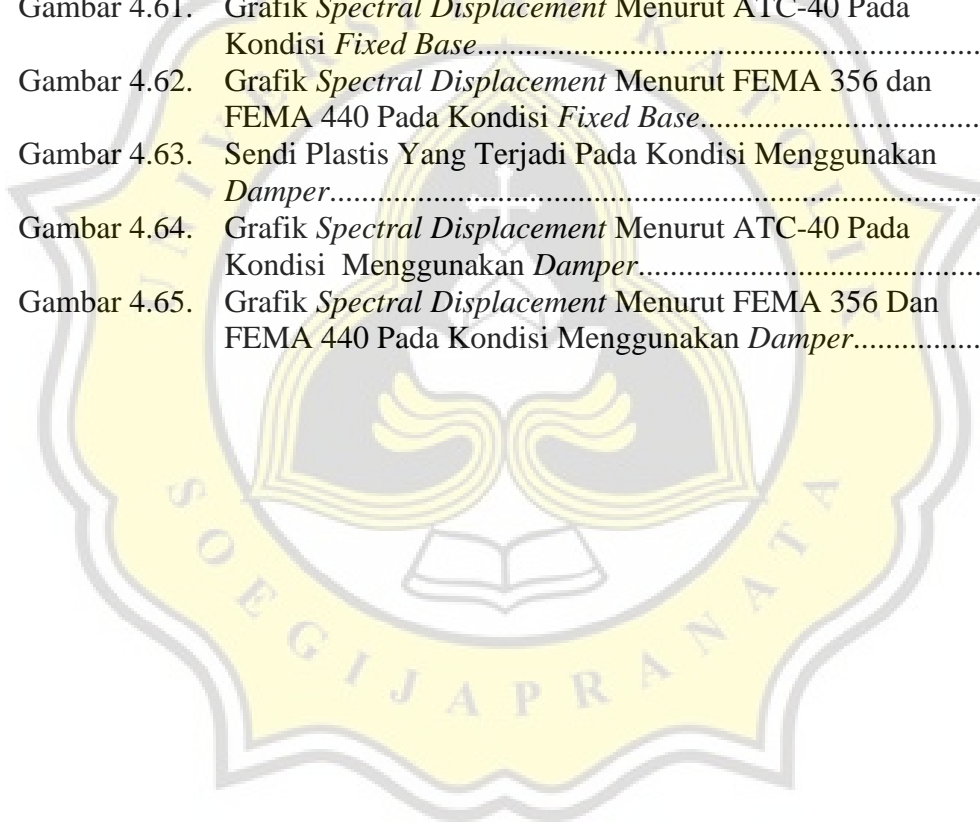 Gambar 4.61. Grafik Spectral Displacement Menurut ATC-40 Pada
Kondisi Fixed Base................................................................
Gambar 4.62. Grafik Spectral Displacement Menurut FEMA 356 dan
FEMA 440 Pada Kondisi Fixed Base...................................
Gambar 4.63. Sendi Plastis Yang Terjadi Pada Kondisi Menggunakan
Damper..................................................................................
Gambar 4.64. Grafik Spectral Displacement Menurut ATC-40 Pada
Kondisi Menggunakan Damper...........................................
Gambar 4.65. Grafik Spectral Displacement Menurut FEMA 356 Dan
FEMA 440 Pada Kondisi Menggunakan Damper................
SOEGIJAPRANATA